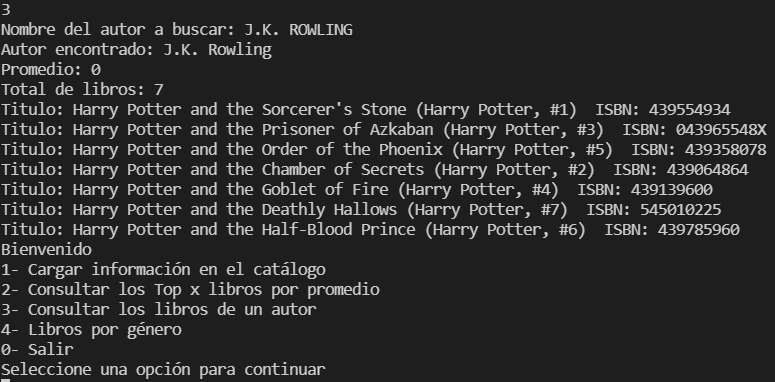 3
Nombre del autor a buscar: J.K. ROWLING
Autor encontrado: J.K. Rowling
Promedio: 0
Total de libros: 7
Titulo: Harry Potter and the Sorcerer's Stone (Harry Potter, #1)  ISBN: 439554934
Titulo: Harry Potter and the Prisoner of Azkaban (Harry Potter, #3)  ISBN: 043965548X
Titulo: Harry Potter and the Order of the Phoenix (Harry Potter, #5)  ISBN: 439358078
Titulo: Harry Potter and the Chamber of Secrets (Harry Potter, #2)  ISBN: 439064864
Titulo: Harry Potter and the Goblet of Fire (Harry Potter, #4)  ISBN: 439139600
Titulo: Harry Potter and the Deathly Hallows (Harry Potter, #7)  ISBN: 545010225
Titulo: Harry Potter and the Half-Blood Prince (Harry Potter, #6)  ISBN: 439785960
Bienvenido
1- Cargar información en el catálogo
2- Consultar los Top x libros por promedio
3- Consultar los libros de un autor
4- Libros por género
0- Salir
Seleccione una opción para continuar